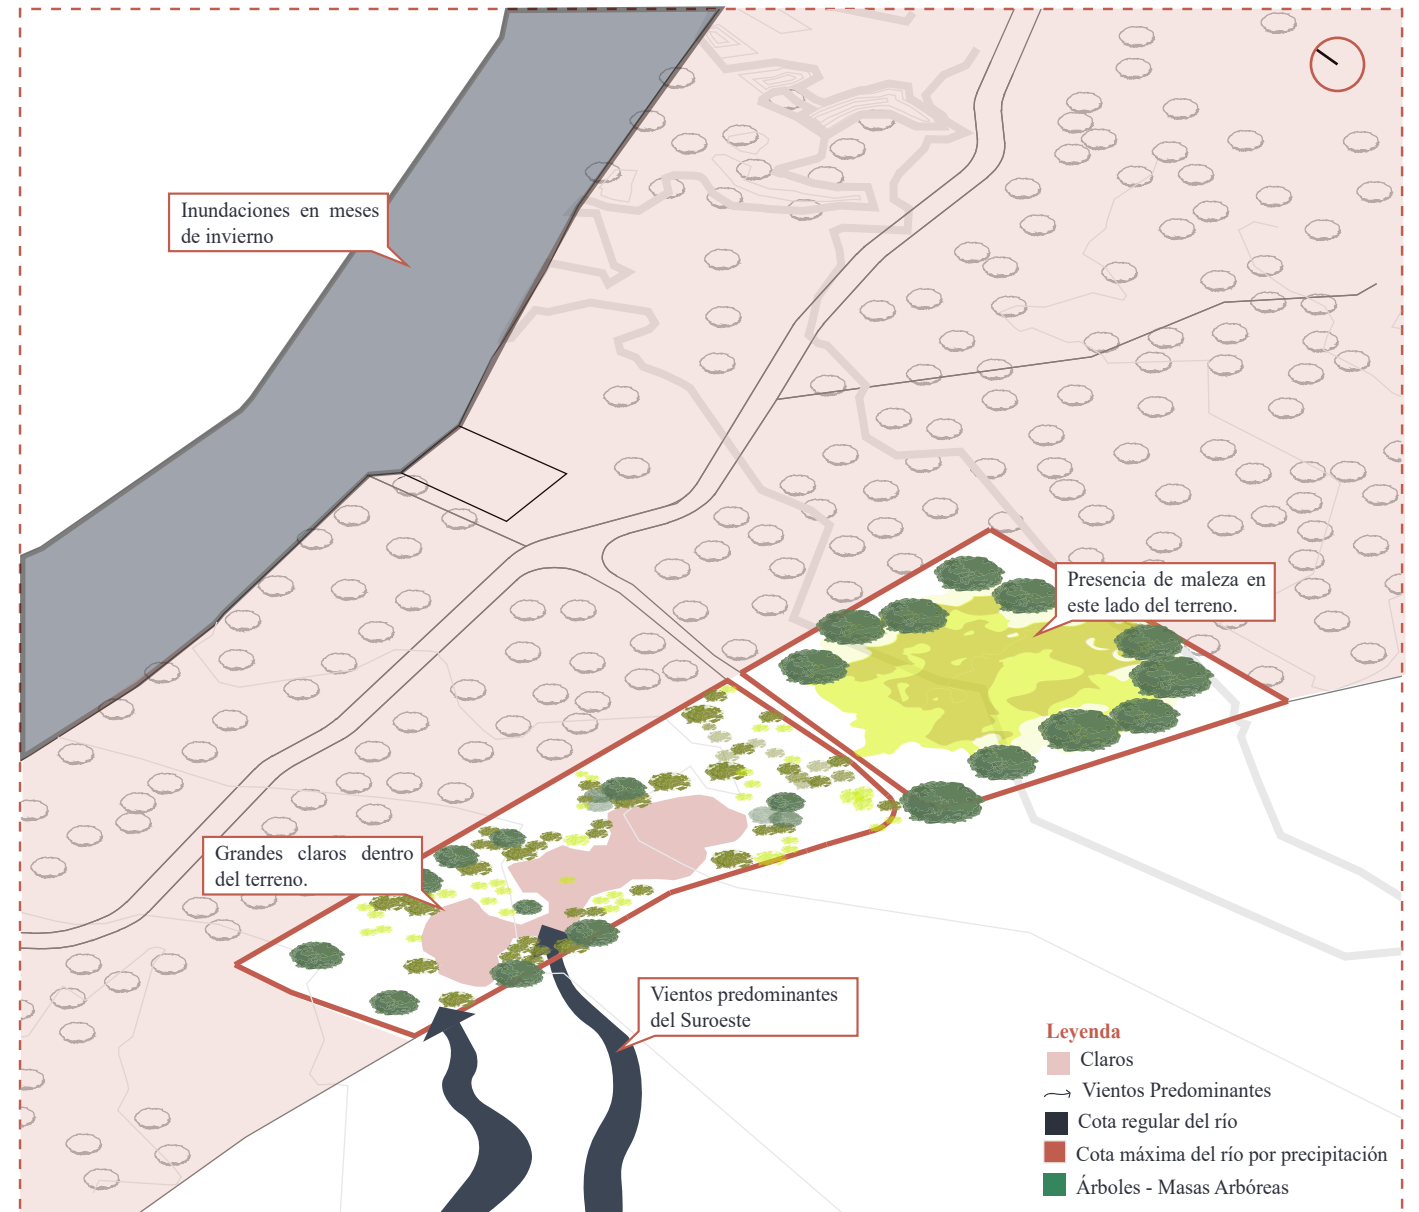 Inundaciones en meses
de invierno
Presencia de maleza en
este lado del terreno.
Grandes claros dentro
del terreno.
Vientos predominantes
del Suroeste
Leyenda
Claros
Vientos Predominantes
Cota regular del río
Cota máxima del río por precipitación
Árboles - Masas Arbóreas